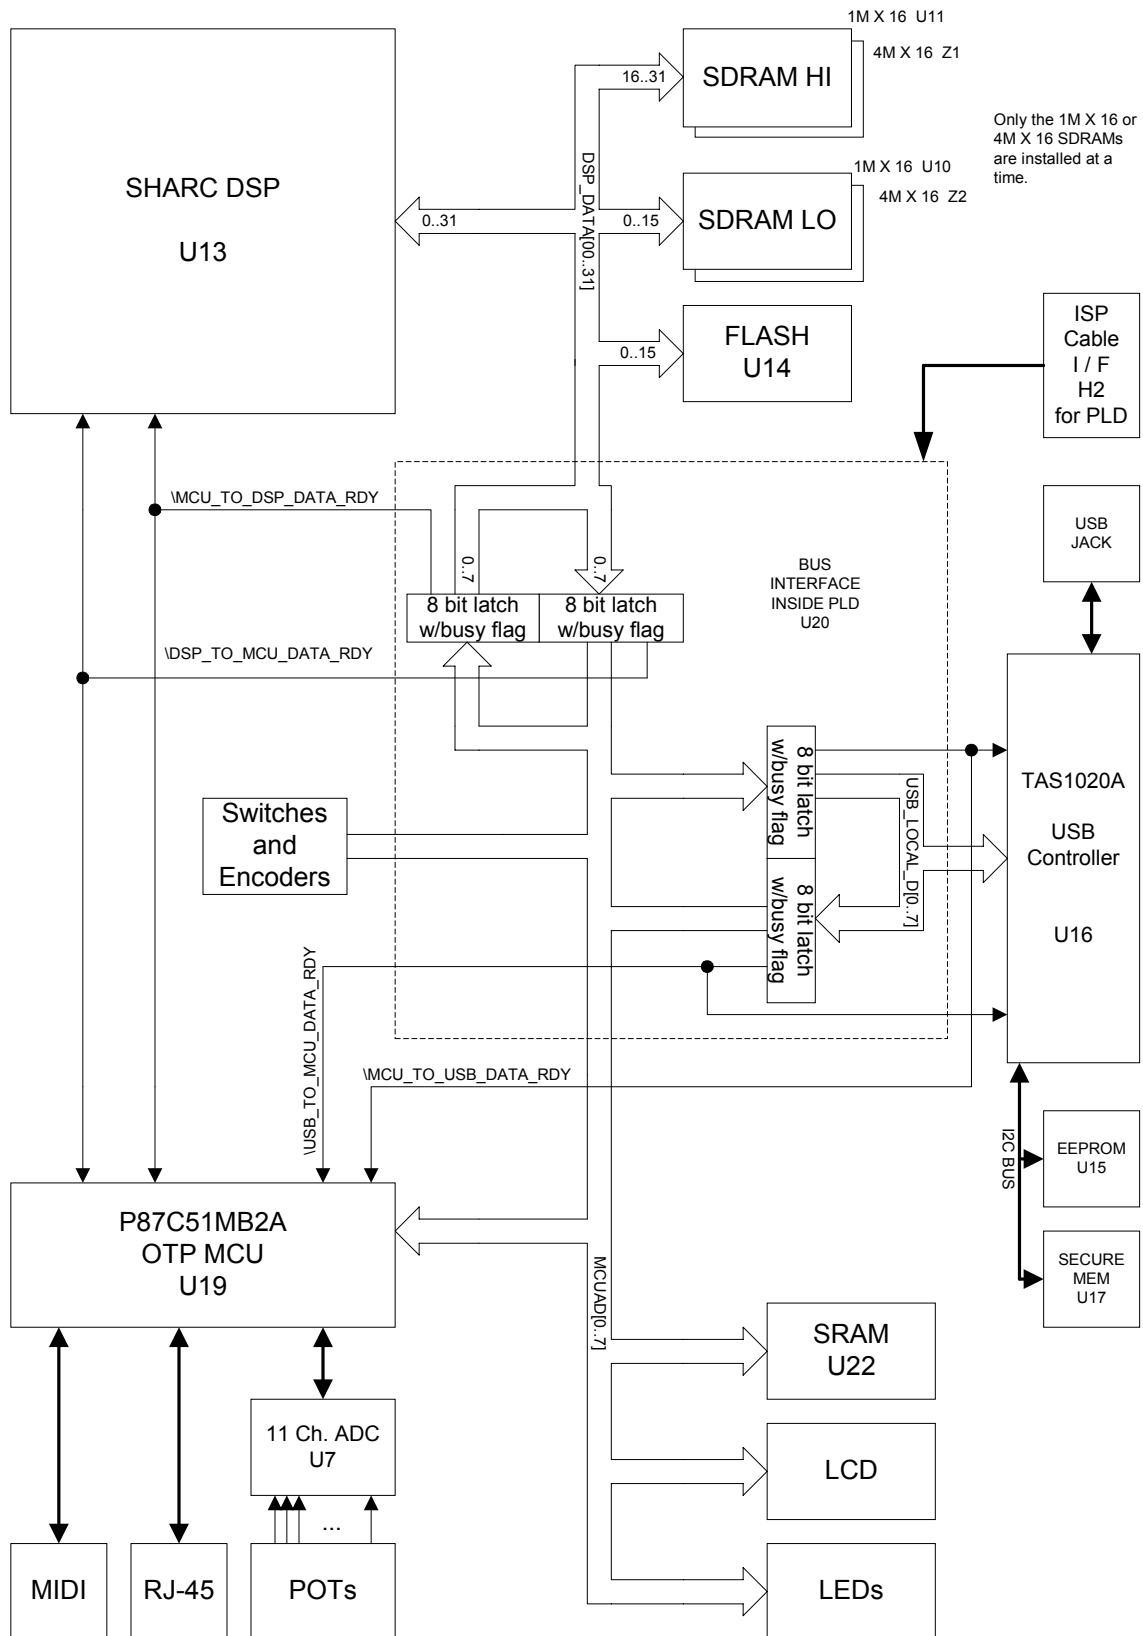 1M X 16  U11
4M X 16  Z1
SDRAM HI
16..31
Only the 1M X 16 or
4M X 16 SDRAMs
are installed at a
time.
SHARC DSP
U13
DSP_DATA[00..31]
1M X 16  U10
4M X 16  Z2
SDRAM LO
0..31
0..15
FLASH
U14
0..15
ISP
Cable
I / F
H2
for PLD
\MCU_TO_DSP_DATA_RDY
USB
JACK
0..7
0..7
BUS
INTERFACE
INSIDE PLD
U20
8 bit latch
w/busy flag
8 bit latch
w/busy flag
\DSP_TO_MCU_DATA_RDY
8 bit latch
w/busy flag
USB_LOCAL_D[0..7]
TAS1020A
USB
Controller
U16
Switches
and
Encoders
8 bit latch
w/busy flag
\USB_TO_MCU_DATA_RDY
\MCU_TO_USB_DATA_RDY
I2C BUS
EEPROM
U15
P87C51MB2A
OTP MCU
U19
SECURE
MEM
U17
MCUAD[0..7]
SRAM
U22
11 Ch. ADC
U7
LCD
...
MIDI
RJ-45
POTs
LEDs